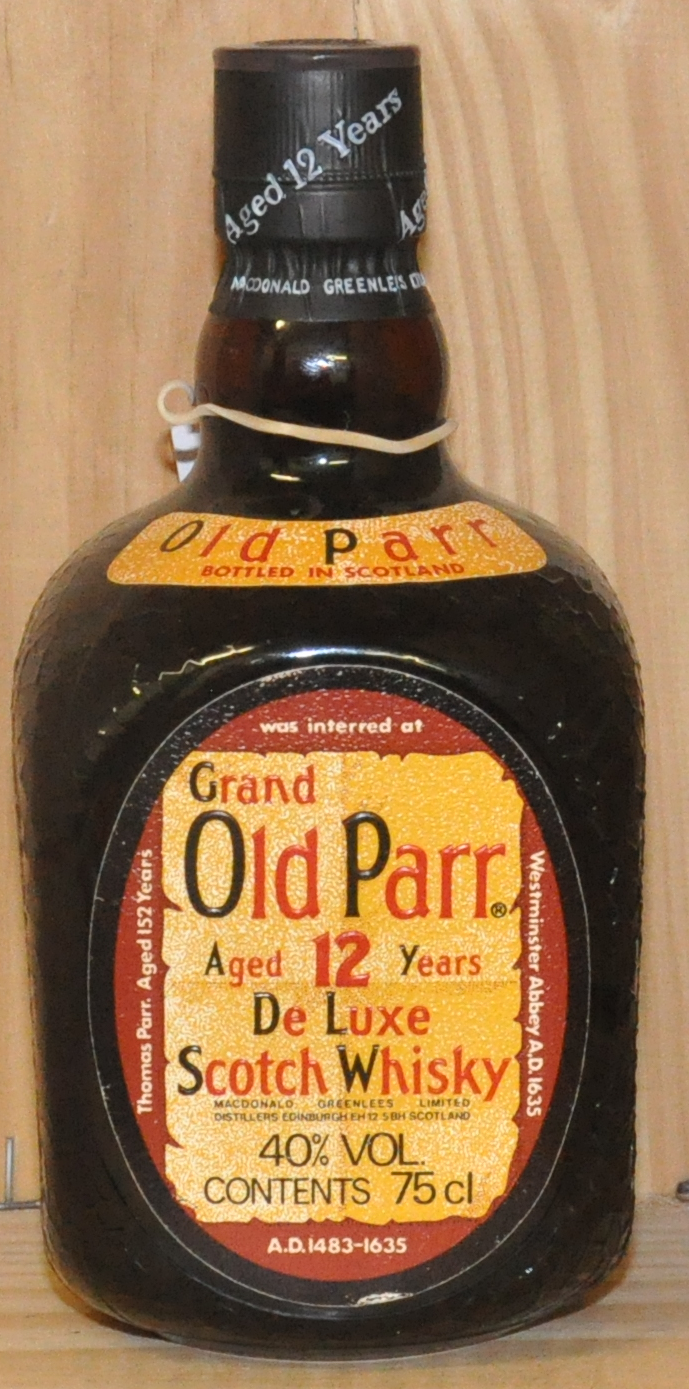 Aged 12 Years
MACDONALD GREENLEES
Old Parr
BOTTLED IN SCOTLAND
Thomas Parr. Aged 152 Years
was interred at
Westminster Abbey A.D. 1635
Grand
Old Parr®
Aged 12 Years
De Luxe
Scotch Whisky
MACDONALD GREENLEES LIMITED
DISTILLERS EDINBURGH EH12 5BH SCOTLAND
40% VOL.
CONTENTS 75 cl
A.D. 1483-1635